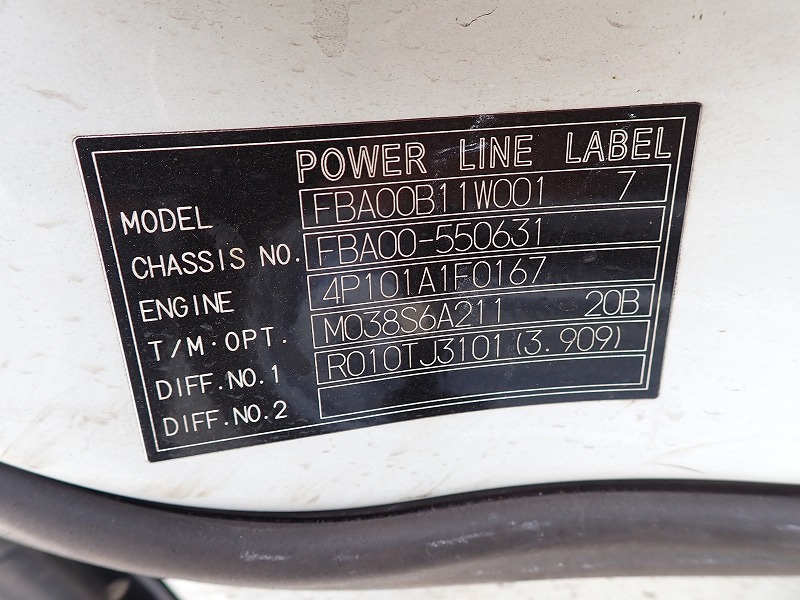 POWER LINE LABEL
MODEL FBA00B11W001 7
CHASSIS NO. FBA00-550631
ENGINE 4P101A1F0167
T/M·OPT. M038S6A211 20B
DIFF.NO.1 R010TJ3101(3.909)
DIFF.NO.2